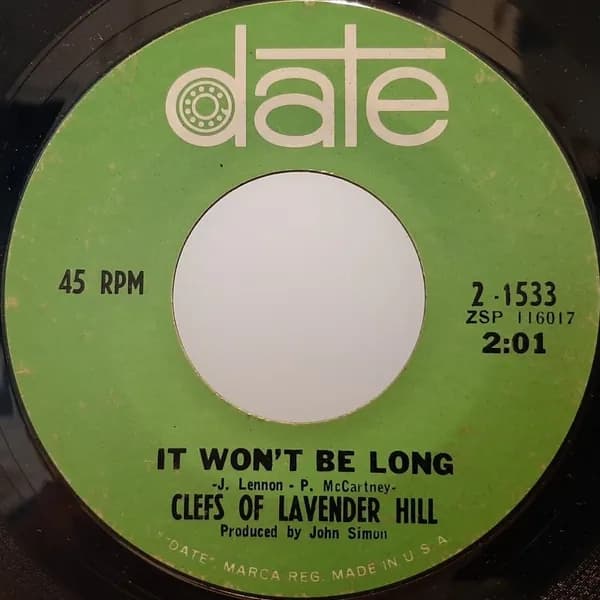 date
45 RPM
2-1533
ZSP 116017
2:01
IT WON'T BE LONG
-J. Lennon - P. McCartney-
CLEFS OF LAVENDER HILL
Produced by John Simon
"DATE", MARCA REG. MADE IN U S A